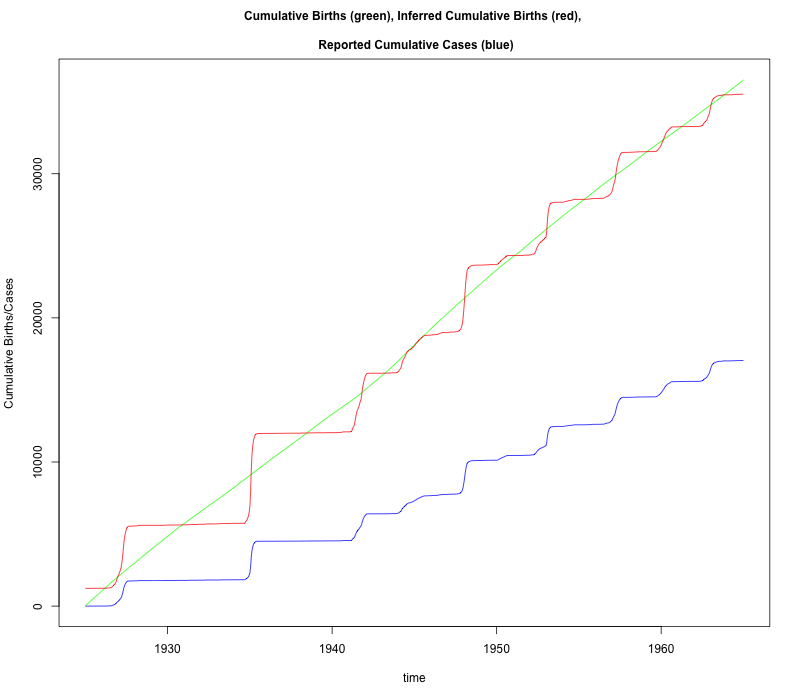 Cumulative Births (green), Inferred Cumulative Births (red),
Reported Cumulative Cases (blue)
Cumulative Births/Cases
30000
20000
10000
0
1930
1940
1950
1960
time